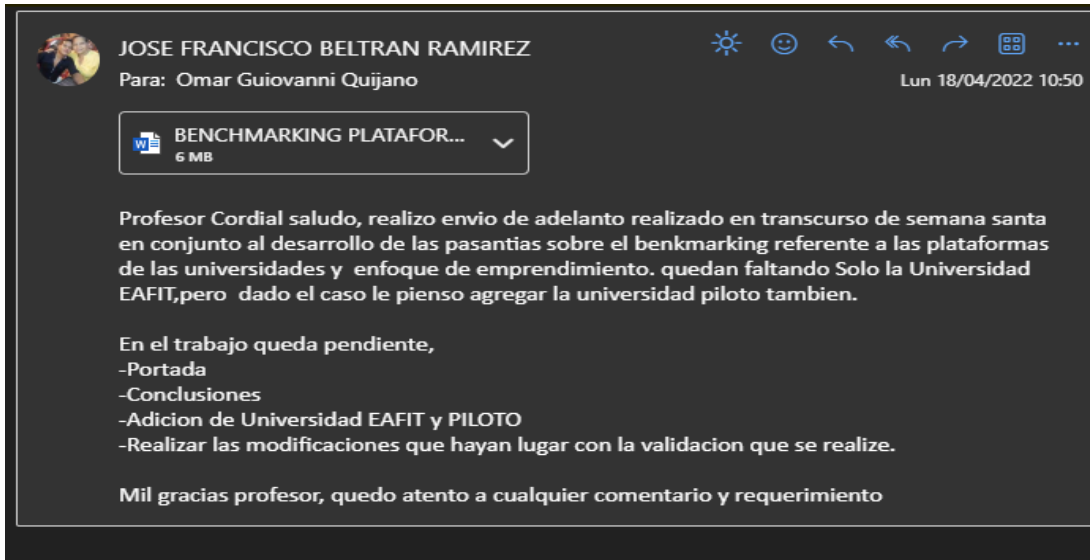 JOSE FRANCISCO BELTRAN RAMIREZ
Para: Omar Guiovanni Quijano
Lun 18/04/2022 10:50
BENCHMARKING PLATAFOR...
6 MB
Profesor Cordial saludo, realizo envio de adelanto realizado en transcurso de semana santa
en conjunto al desarrollo de las pasantias sobre el benkmarking referente a las plataformas
de las universidades y enfoque de emprendimiento. quedan faltando Solo la Universidad
EAFIT,pero dado el caso le pienso agregar la universidad piloto tambien.
En el trabajo queda pendiente,
-Portada
-Conclusiones
-Adicion de Universidad EAFIT y PILOTO
-Realizar las modificaciones que hayan lugar con la validacion que se realize.
Mil gracias profesor, quedo atento a cualquier comentario y requerimiento